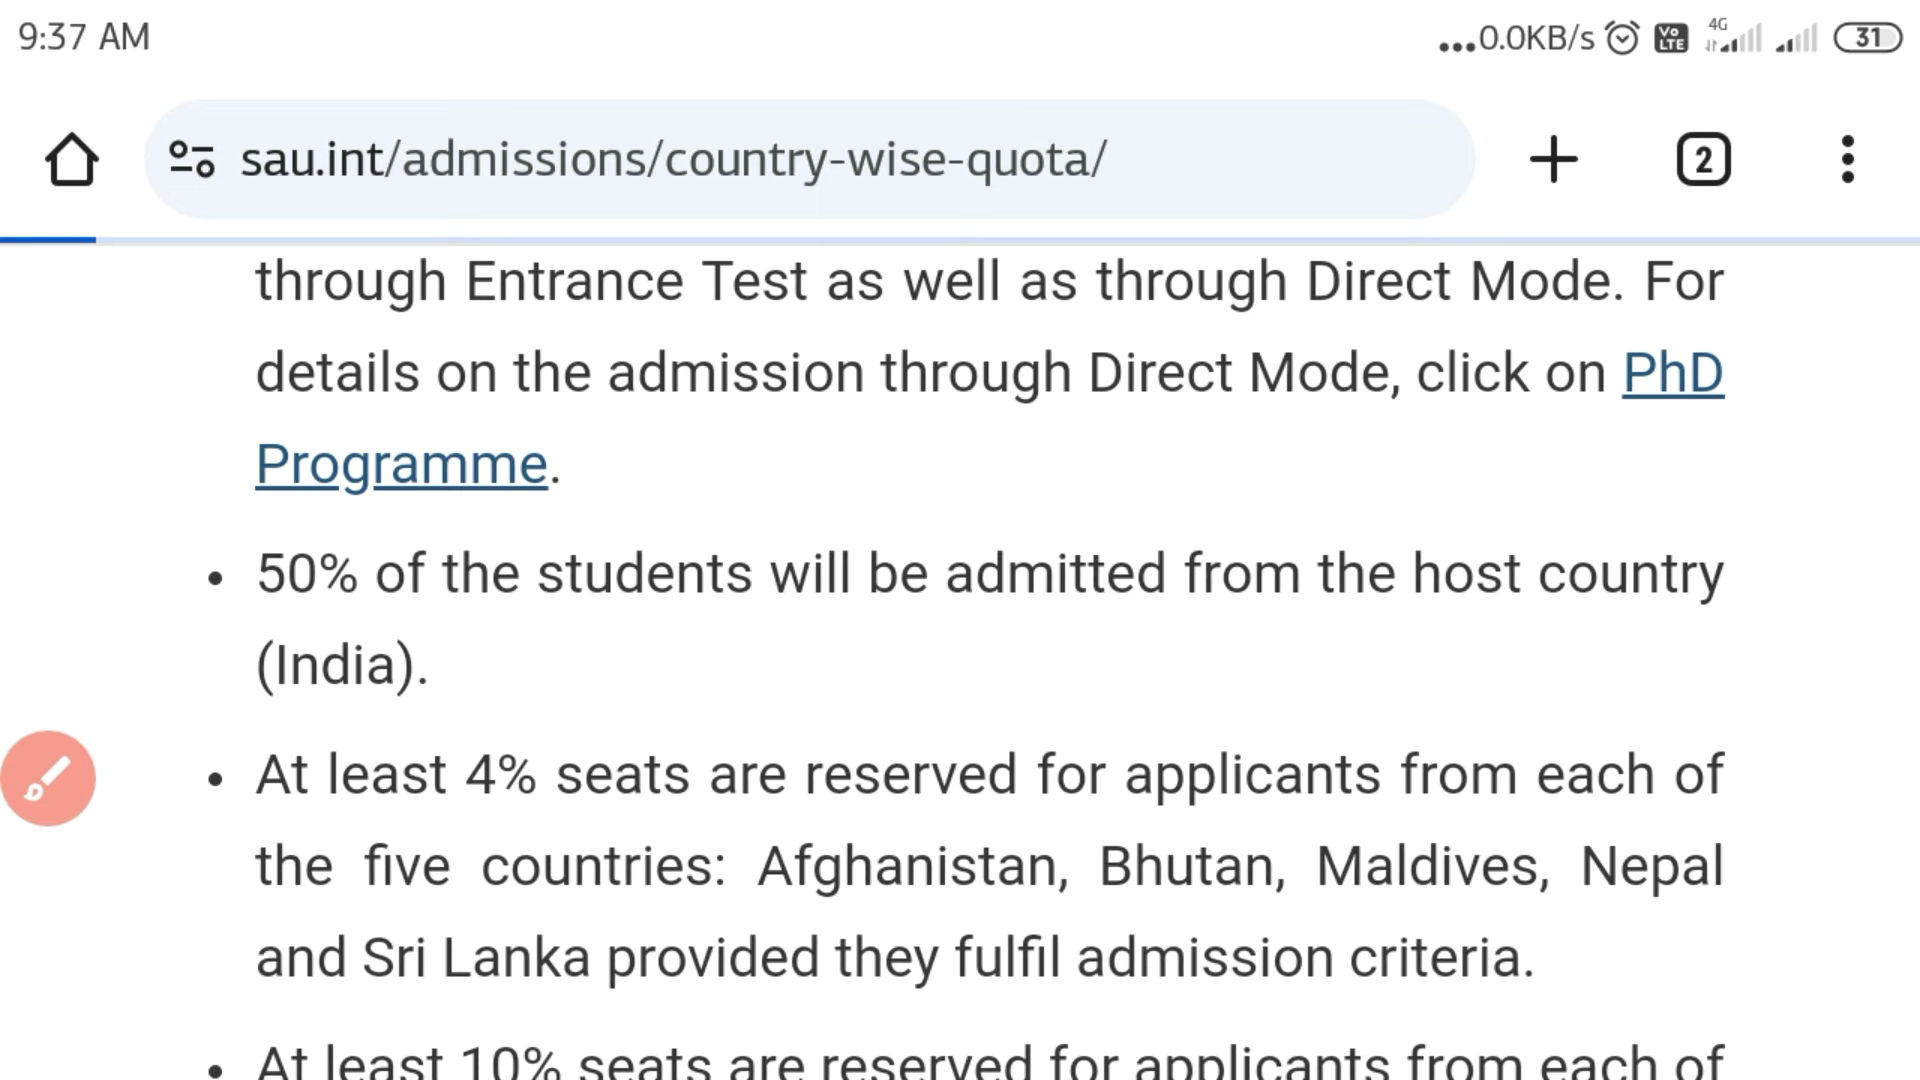 9:37 AM
...0.0KB/s Vo LTE 4G 31
sau.int/admissions/country-wise-quota/
2
through Entrance Test as well as through Direct Mode. For
details on the admission through Direct Mode, click on PhD
Programme.
• 50% of the students will be admitted from the host country
(India).
• At least 4% seats are reserved for applicants from each of
the five countries: Afghanistan, Bhutan, Maldives, Nepal
and Sri Lanka provided they fulfil admission criteria.
• At least 10% seats are reserved for applicants from each of